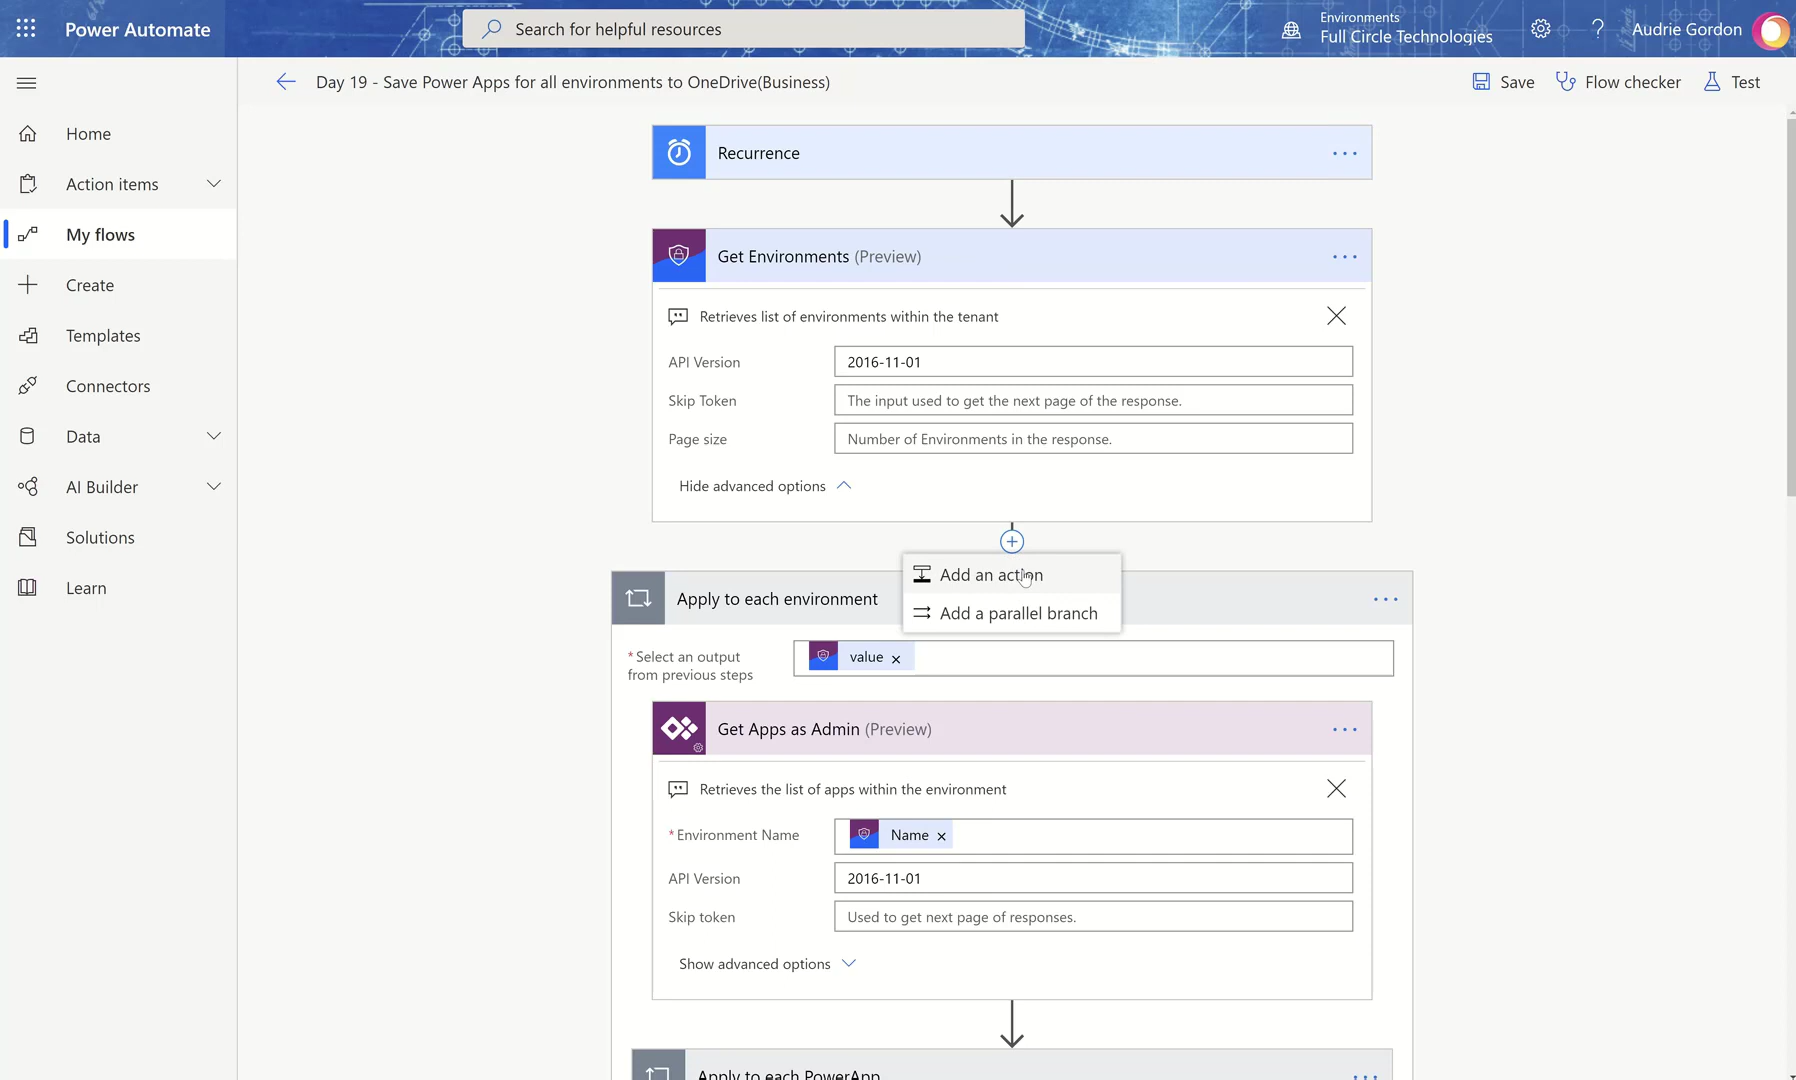 Power Automate
Search for helpful resources
Environments
Full Circle Technologies
Audrie Gordon
Day 19 - Save Power Apps for all environments to OneDrive(Business)
Save
Flow checker
Test
Home
Action items
My flows
Create
Templates
Connectors
Data
AI Builder
Solutions
Learn
Recurrence
Get Environments (Preview)
Retrieves list of environments within the tenant
API Version
2016-11-01
Skip Token
The input used to get the next page of the response.
Page size
Number of Environments in the response.
Hide advanced options
Add an action
Add a parallel branch
Apply to each environment
*Select an output
from previous steps
value
Get Apps as Admin (Preview)
Retrieves the list of apps within the environment
*Environment Name
Name
API Version
2016-11-01
Skip token
Used to get next page of responses.
Show advanced options
Apply to each PowerApp